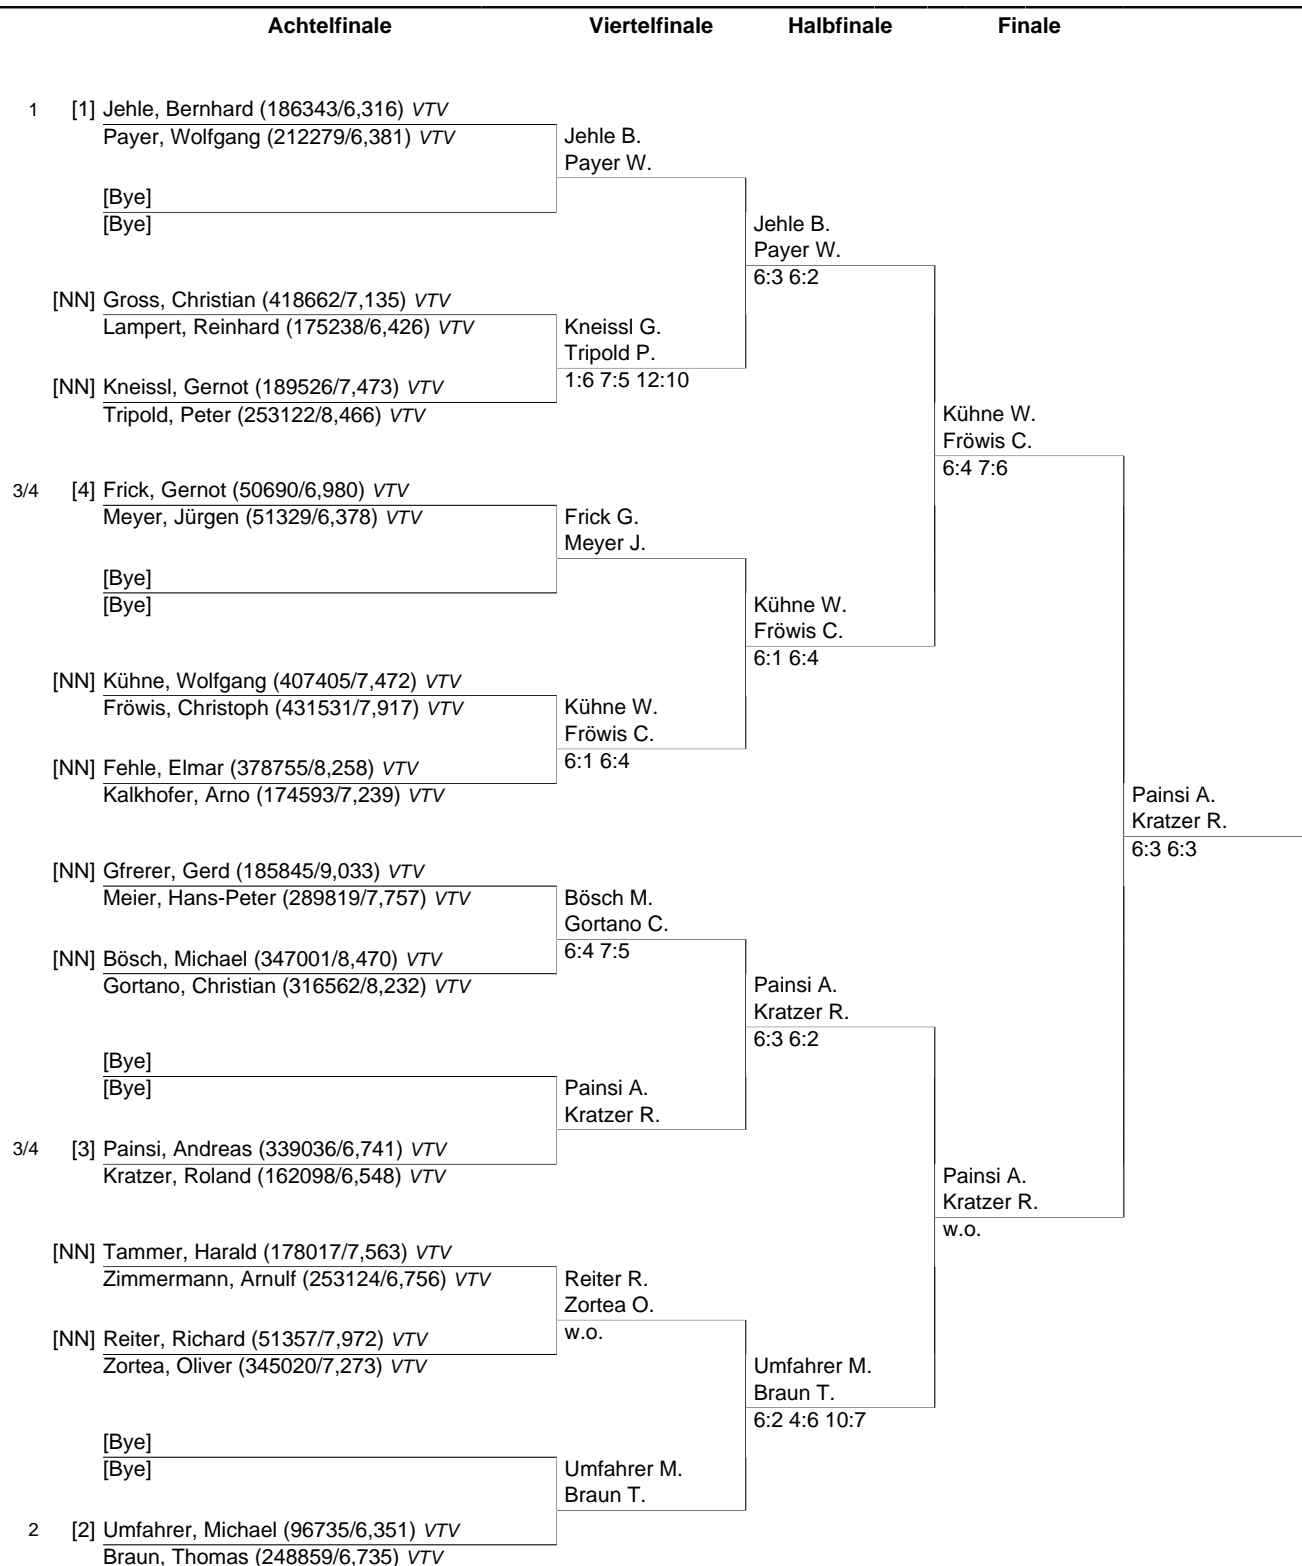 Achtelfinale Viertelfinale Halbfinale Finale
1 [1] Jehle, Bernhard (186343/6,316) VTV
Payer, Wolfgang (212279/6,381) VTV Jehle B.
Payer W.
[Bye]
[Bye] Jehle B.
Payer W.
6:3 6:2
[NN] Gross, Christian (418662/7,135) VTV
Lampert, Reinhard (175238/6,426) VTV Kneissl G.
Tripold P.
[NN] Kneissl, Gernot (189526/7,473) VTV 1:6 7:5 12:10
Tripold, Peter (253122/8,466) VTV Kühne W.
Fröwis C.
6:4 7:6
3/4 [4] Frick, Gernot (50690/6,980) VTV
Meyer, Jürgen (51329/6,378) VTV Frick G.
Meyer J.
[Bye]
[Bye] Kühne W.
Fröwis C.
6:1 6:4
[NN] Kühne, Wolfgang (407405/7,472) VTV
Fröwis, Christoph (431531/7,917) VTV Kühne W.
Fröwis C.
[NN] Fehle, Elmar (378755/8,258) VTV 6:1 6:4
Kalkhofer, Arno (174593/7,239) VTV Painsi A.
Kratzer R.
6:3 6:3
[NN] Gfrerer, Gerd (185845/9,033) VTV
Meier, Hans-Peter (289819/7,757) VTV Bösch M.
Gortano C.
[NN] Bösch, Michael (347001/8,470) VTV 6:4 7:5
Gortano, Christian (316562/8,232) VTV Painsi A.
Kratzer R.
6:3 6:2
[Bye]
[Bye] Painsi A.
Kratzer R.
3/4 [3] Painsi, Andreas (339036/6,741) VTV
Kratzer, Roland (162098/6,548) VTV Painsi A.
Kratzer R.
w.o.
[NN] Tammer, Harald (178017/7,563) VTV
Zimmermann, Arnulf (253124/6,756) VTV Reiter R.
Zortea O.
[NN] Reiter, Richard (51357/7,972) VTV w.o.
Zortea, Oliver (345020/7,273) VTV Umfahrer M.
Braun T.
6:2 4:6 10:7
[Bye]
[Bye] Umfahrer M.
Braun T.
2 [2] Umfahrer, Michael (96735/6,351) VTV
Braun, Thomas (248859/6,735) VTV